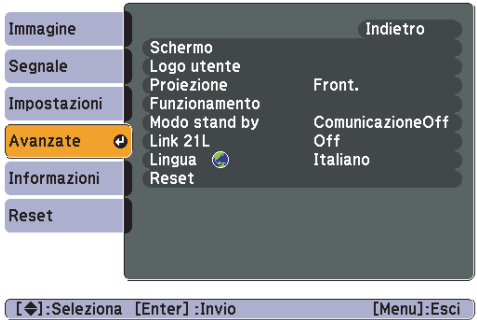 Immagine
Segnale
Impostazioni
Avanzate
Informazioni
Reset
Indietro
Schermo
Logo utente
Proiezione Front.
Funzionamento
Modo stand by ComunicazioneOff
Link 21L Off
Lingua Italiano
Reset
[◆]:Seleziona [Enter] :Invio [Menu]:Esci